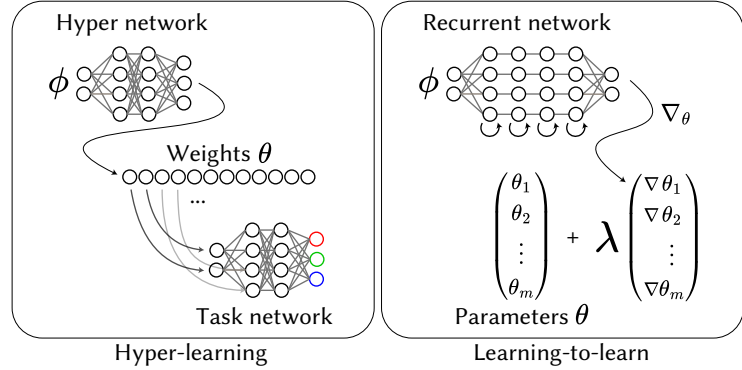 Hyper network
ϕ
Weights θ
...
Task network
Hyper-learning
Recurrent network
ϕ
∇θ
θ1
θ2
⋮
θm
+
λ
∇θ1
∇θ2
⋮
∇θm
Parameters θ
Learning-to-learn